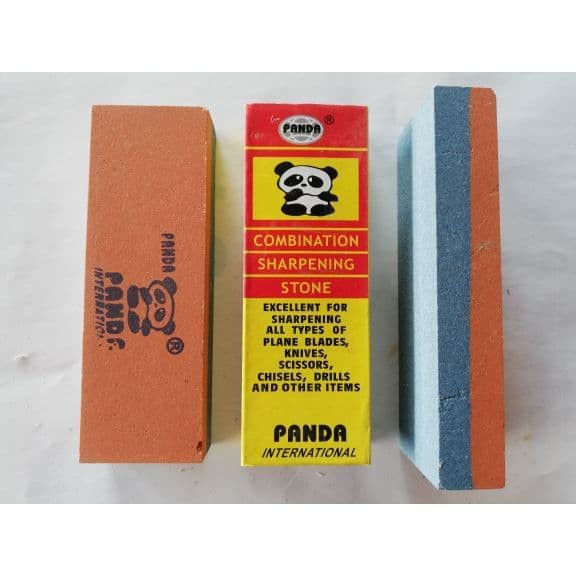 PANDA
PANDA
INTERNATIONAL
®
PANDA ®
COMBINATION
SHARPENING
STONE
EXCELLENT FOR
SHARPENING
ALL TYPES OF
PLANE BLADES,
KNIVES,
SCISSORS,
CHISELS, DRILLS
AND OTHER ITEMS
PANDA
INTERNATIONAL